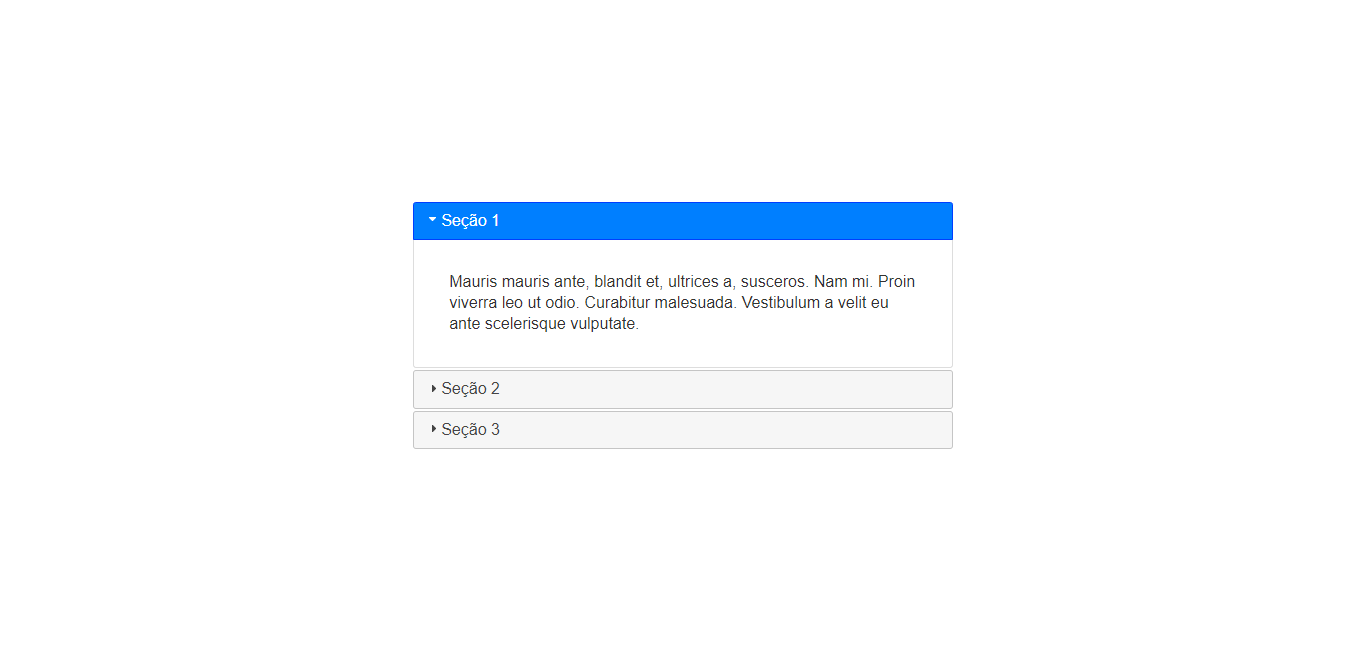 Seção 1
Mauris mauris ante, blandit et, ultrices a, susceros. Nam mi. Proin
viverra leo ut odio. Curabitur malesuada. Vestibulum a velit eu
ante scelerisque vulputate.
Seção 2
Seção 3